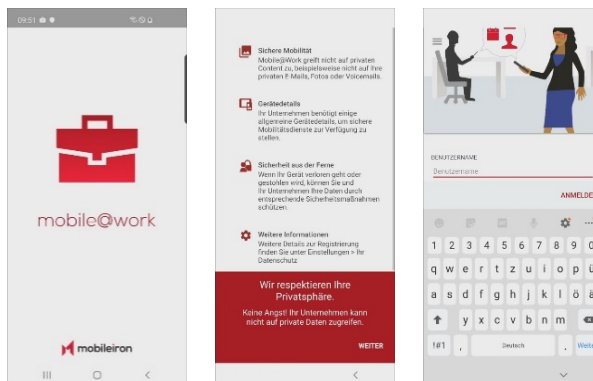 09:51
mobile@work
mobileiron
Sichere Mobilität
Mobile@Work greift nicht auf privaten
Content zu, beispielsweise nicht auf Ihre
privaten E-Mails, Fotos oder Voicemails.
Gerätedetails
Ihr Unternehmen benötigt einige
allgemeine Gerätedetails, um sichere
Mobilitätsdienste zur Verfügung zu
stellen.
Sicherheit aus der Ferne
Wenn Ihr Gerät verloren geht oder
gestohlen wird, können Sie und
Ihr Unternehmen Ihre Daten durch
entsprechende Sicherheitsmaßnahmen
schützen.
Weitere Informationen
Weitere Details zur Registrierung
finden Sie unter Einstellungen > Ihr
Datenschutz
Wir respektieren Ihre
Privatsphäre.
Keine Angst! Ihr Unternehmen kann
nicht auf private Daten zugreifen.
WEITER
BENUTZERNAME
Benutzername
ANMELDE
1 2 3 4 5 6 7 8 9 0
q w e r t z u i o p ü
a s d f g h j k l ö ä
y x c v b n m
!#1 , Deutsch . Weite